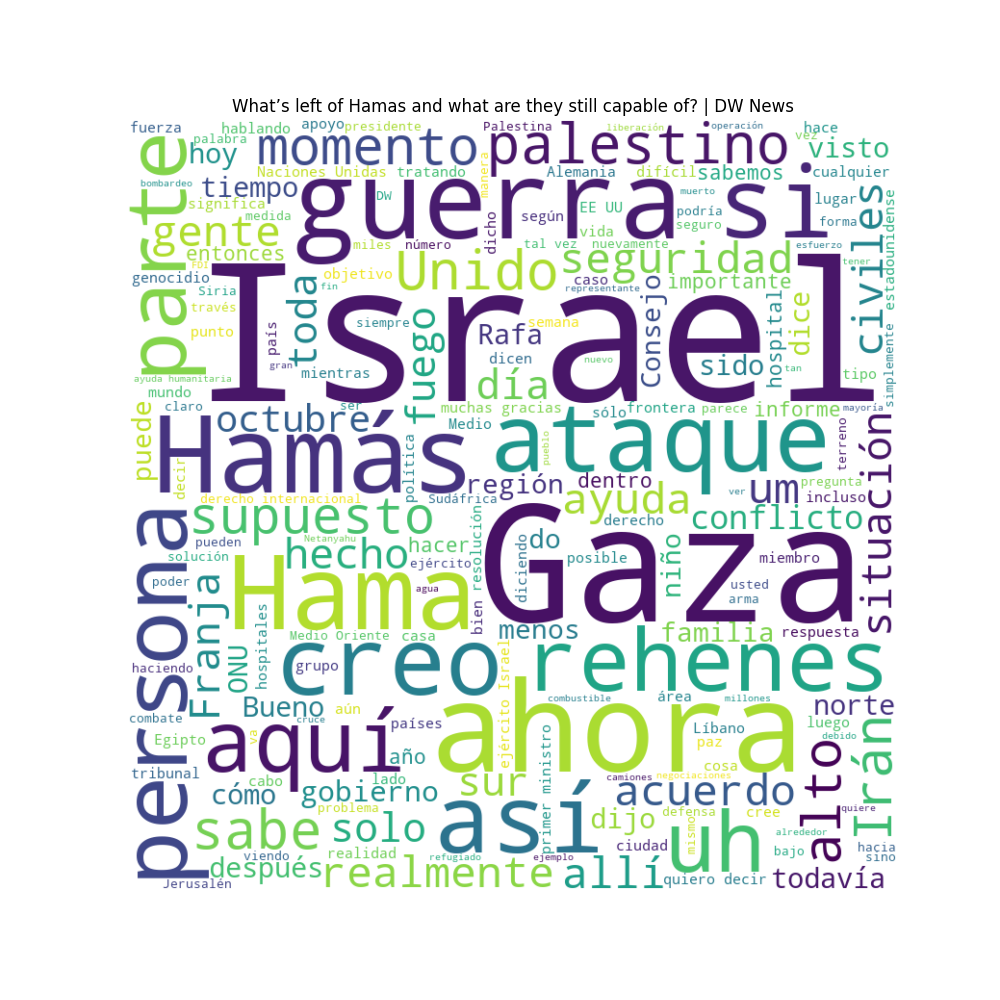 What’s left of Hamas and what are they still capable of? | DW News
fuerza
hablando
apoyo
presidente
Palestina
liberación
operación
hace
palabra
parte
hoy
momento
palestino
vez
visto
bombardeo
Naciones Unidas
tratando
manera
Alemania
difícil
sabemos
cualquier
tiempo
guerra
si
significa
DW
muerto
lugar
medida
dicho
según
EE UU
podría
forma
gente
vida
seguro
civiles
estadounidense
entonces
miles
número
tal vez
nuevamente
esfuerzo
FDI
genocidio
objetivo
Unido
seguridad
tener
Siria
toda
fin
caso
importante
representante
Israel
través
punto
país
siempre
fuego
Rafa
semana
Consejo
hospital
dice
simplemente
gran
mientras
dicen
nuevo
sido
tan
tipo
ayuda humanitaria
mundo
día
claro
octubre
ser
muchas gracias
sólo
frontera
parece
informe
mayoría
puede
Hamás
Medio
ataque
terreno
situación
decir
política
pueblo
región
dentro
um
pregunta
derecho internacional
Sudáfrica
ayuda
ver
incluso
persona
supuesto
resolución
Gaza
derecho
conflicto
pueden
Netanyahu
hecho
hacer
diciendo
do
niño
solución
ejército
posible
miembro
poder
Franja
Hama
agua
usted
arma
hospitales
bien
menos
familia
respuesta
ONU
Medio Oriente
casa
creo
rehenes
haciendo
grupo
ejército Israel
combustible
área
millones
norte
combate
Bueno
aún
ahora
cruce
aquí
países
Líbano
luego
Irán
Egipto
va
primer ministro
paz
debido
alto
tribunal
año
cosa
cabo
lado
sur
camiones
negociaciones
cómo
gobierno
acuerdo
quiere
problema
así
dijo
uh
defensa
cree
sabe
solo
mismo
alrededor
ciudad
hacia
viendo
realidad
refugiado
ejemplo
bajo
sino
después
realmente
allí
quiero decir
todavía
Jerusalén